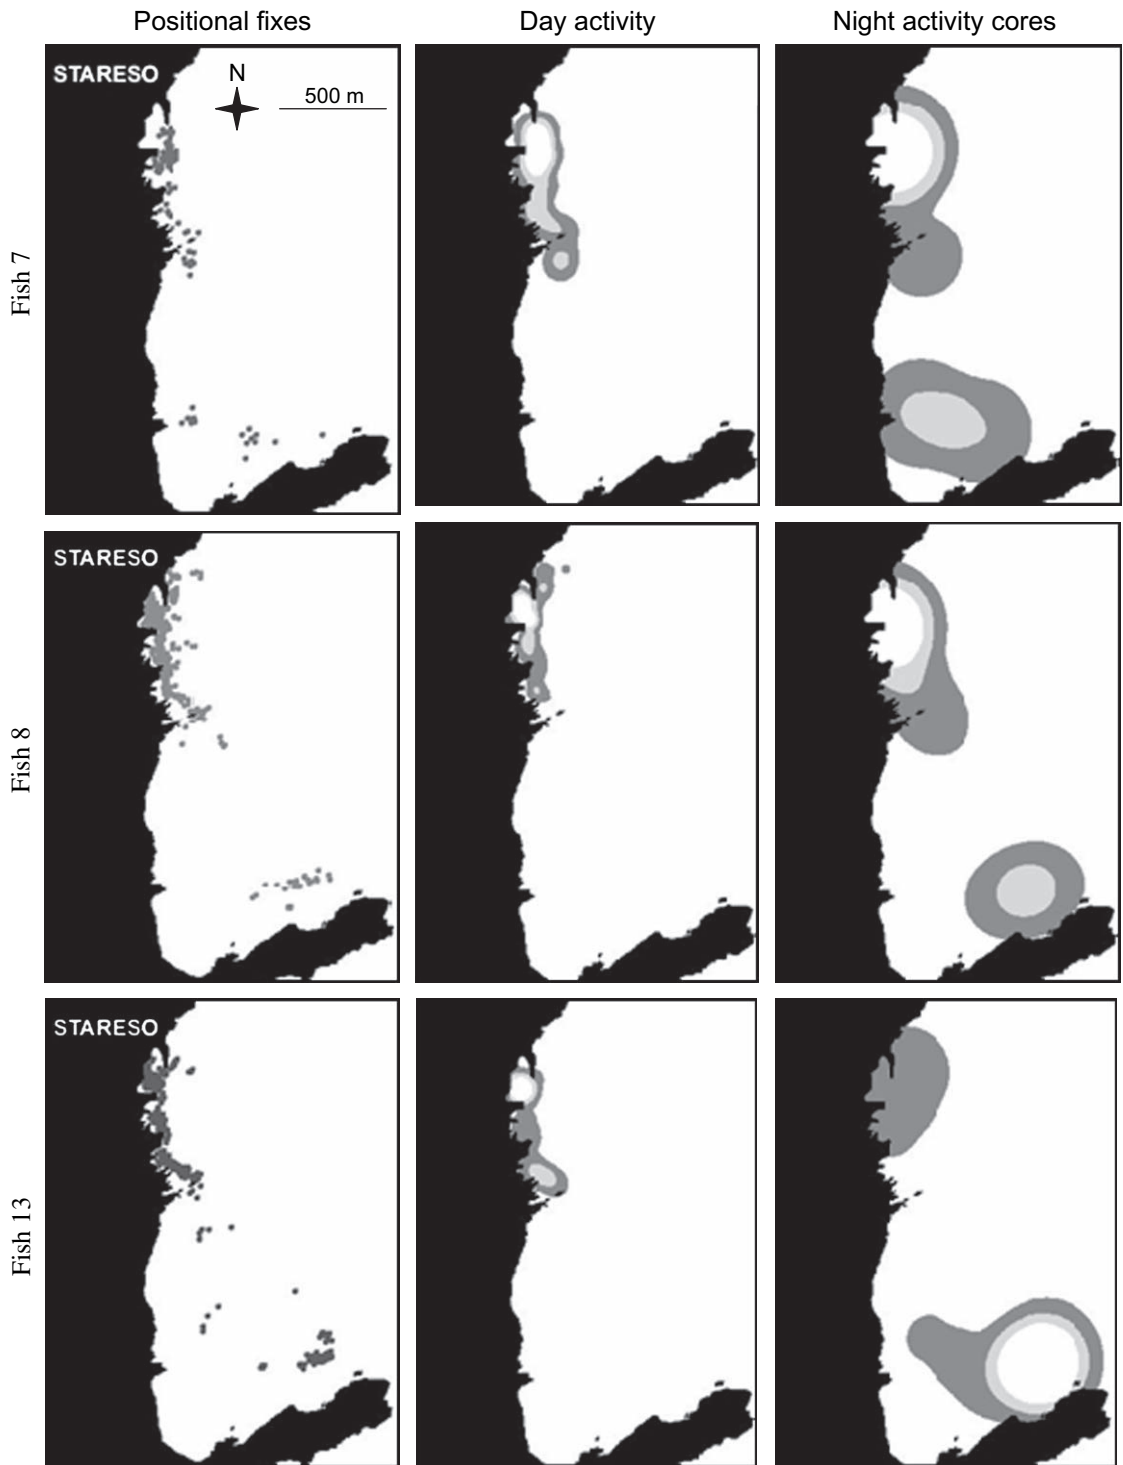 Positional fixes
Day activity
Night activity cores
STARESO
N
500 m
Fish 7
STARESO
Fish 8
STARESO
Fish 13